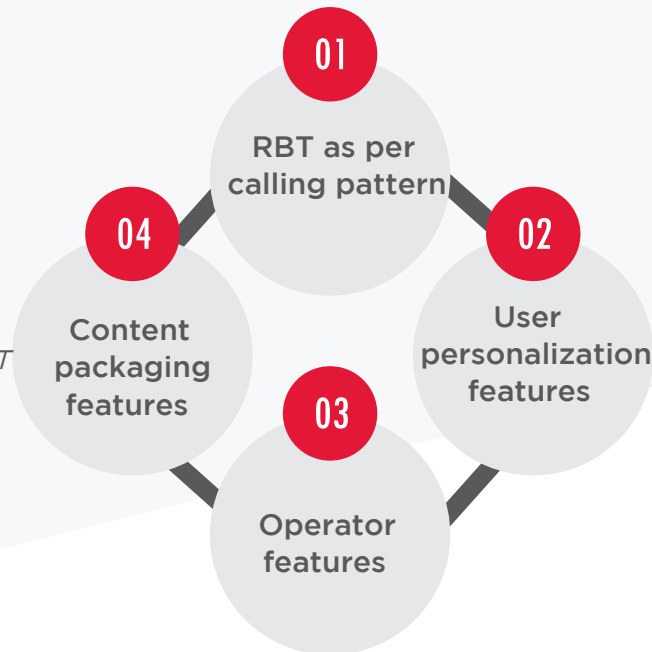 01
RBT as per
calling pattern
02
User
personalization
features
03
Operator
features
04
Content
packaging
features
T